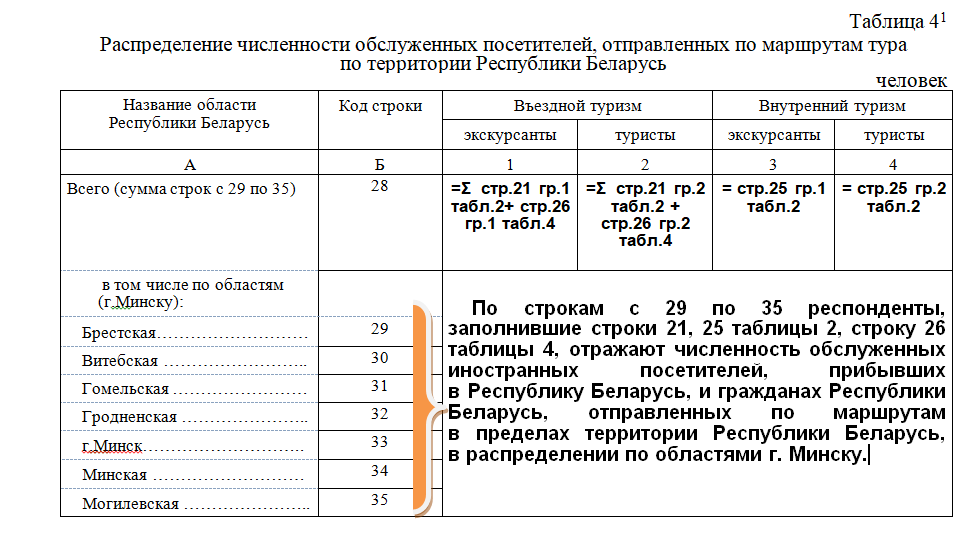 Таблица 4¹
Распределение численности обслуженных посетителей, отправленных по маршрутам тура
по территории Республики Беларусь
человек
Название области
Республики Беларусь
Код строки
Въездной туризм
Внутренний туризм
экскурсанты
туристы
экскурсанты
туристы
А
Б
1
2
3
4
Всего (сумма строк с 29 по 35)
28
=Σ стр.21 гр.1
табл.2+ стр.26
гр.1 табл.4
=Σ стр.21 гр.2
табл.2 +
стр.26 гр.2
табл.4
= стр.25 гр.1
табл.2
= стр.25 гр.2
табл.2
в том числе по областям
(г.Минску):
Брестская……………………
29
Витебская …………………..
30
Гомельская …………………
31
Гродненская ………………..
32
г.Минск…………………….
33
Минская ……………………
34
Могилевская ………………..
35
По строкам с 29 по 35 респонденты,
заполнившие строки 21, 25 таблицы 2, строку 26
таблицы 4, отражают численность обслуженных
иностранных посетителей, прибывших
в Республику Беларусь, и гражданах Республики
Беларусь, отправленных по маршрутам
в пределах территории Республики Беларусь,
в распределении по областями г. Минску.